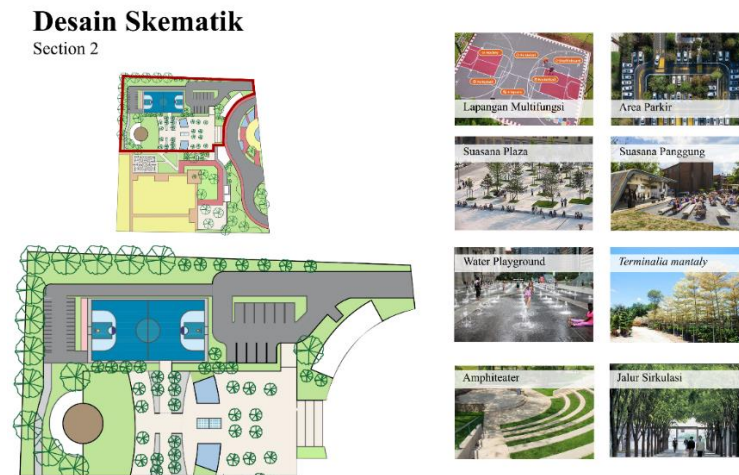 Desain Skematik
Section 2
Lapangan Multifungsi
Area Parkir
Suasana Plaza
Suasana Panggung
Water Playground
Terminalia mantaly
Amphiteater
Jalur Sirkulasi